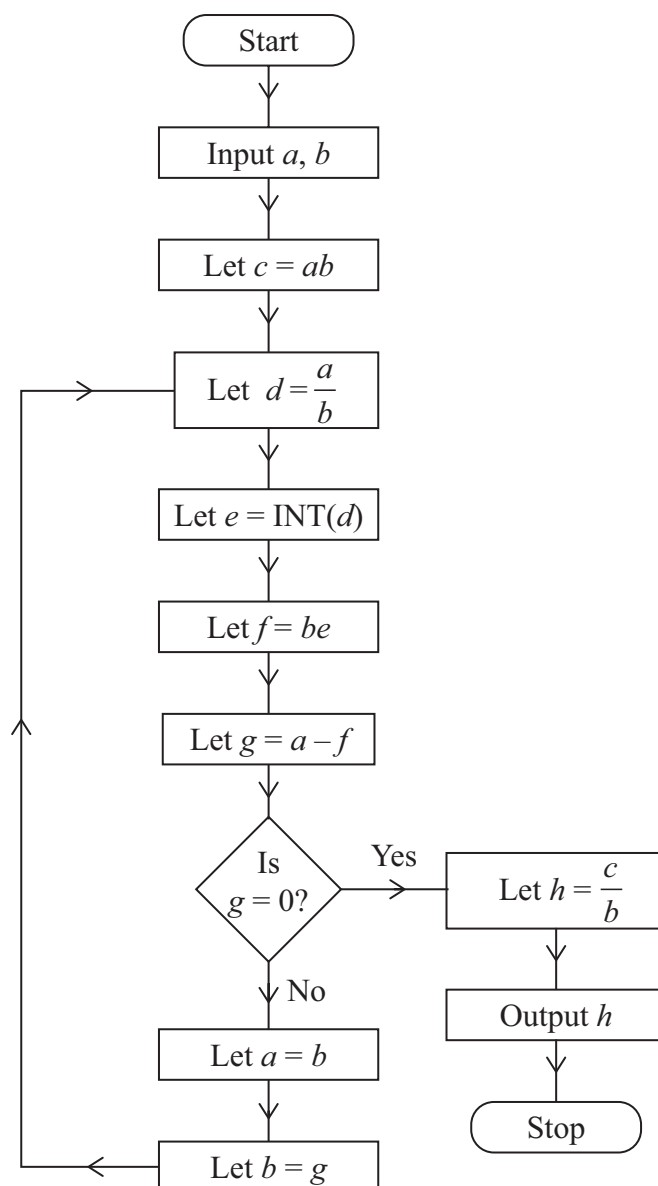 Start
Input a, b
Let c = ab
Let d = a/b
Let e = INT(d)
Let f = be
Let g = a – f
Is
g = 0?
Yes
Let h = c/b
Output h
Stop
No
Let a = b
Let b = g